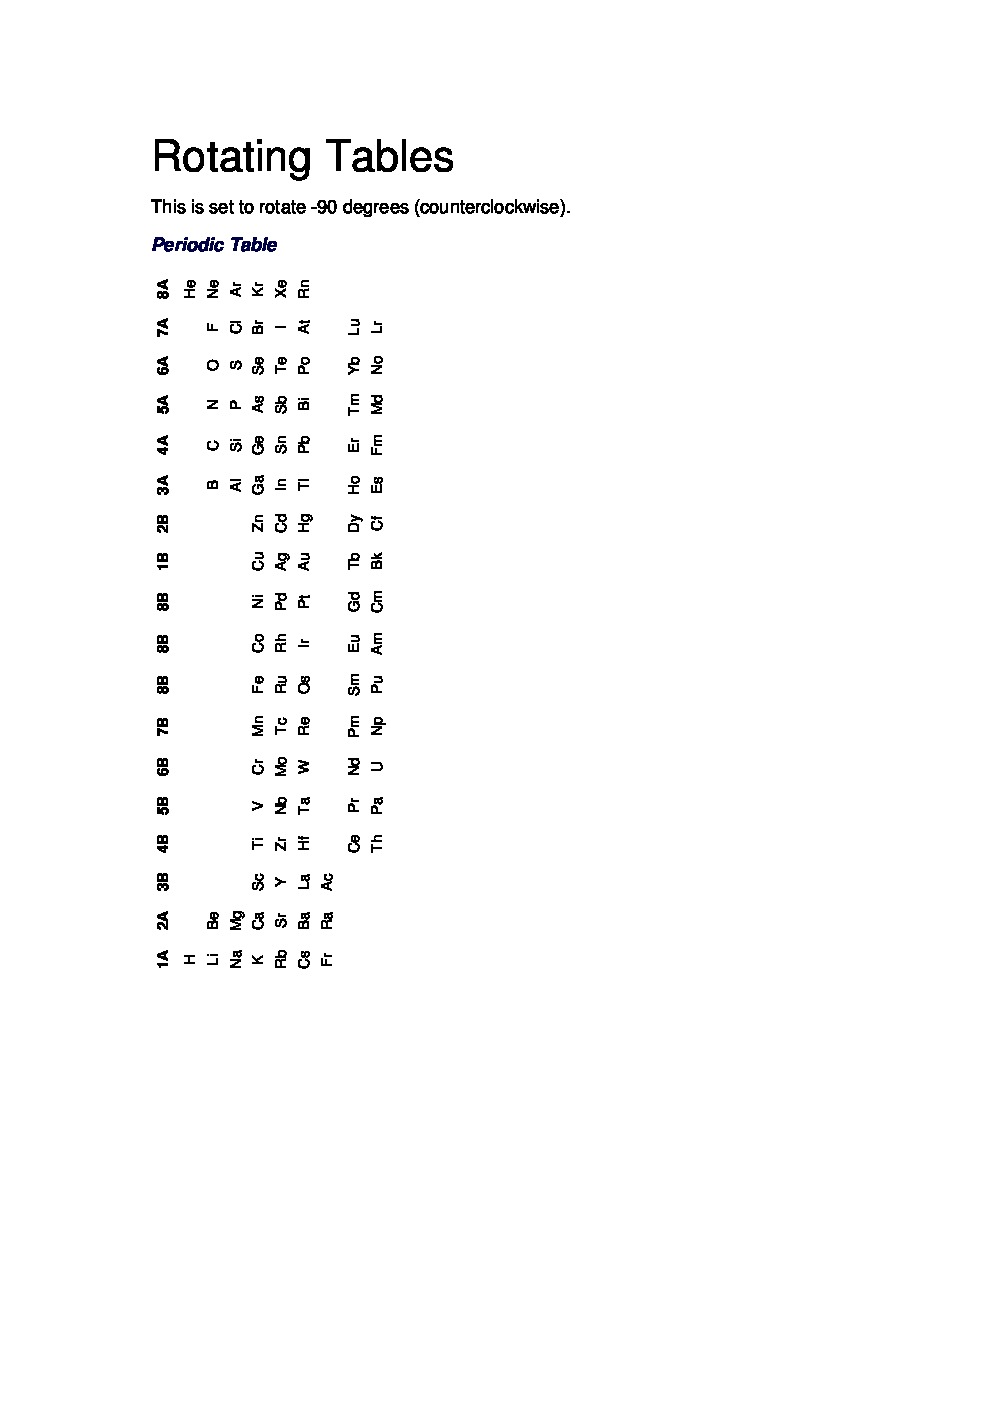 Rotating Tables
This is set to rotate -90 degrees (counterclockwise).
Periodic Table
1A 2A 3B 4B 5B 6B 7B 8B 8B 8B 1B 2B 3A 4A 5A 6A 7A 8A
H He
Li Be B C N O F Ne
Na Mg Al Si P S Cl Ar
K Ca Sc Ti V Cr Mn Fe Co Ni Cu Zn Ga Ge As Se Br Kr
Rb Sr Y Zr Nb Mo Tc Ru Rh Pd Ag Cd In Sn Sb Te I Xe
Cs Ba La Hf Ta W Re Os Ir Pt Au Hg Tl Pb Bi Po At Rn
Fr Ra Ac
Ce Pr Nd Pm Sm Eu Gd Tb Dy Ho Er Tm Yb Lu
Th Pa U Np Pu Am Cm Bk Cf Es Fm Md No Lr